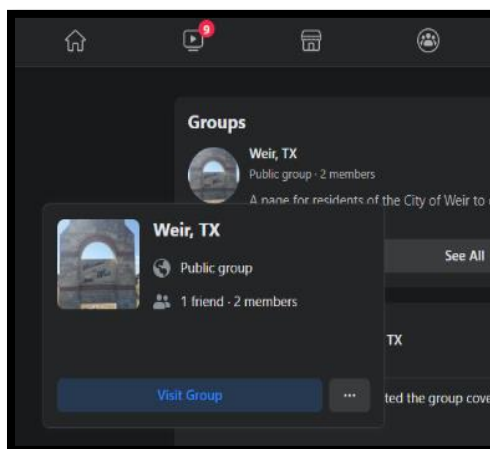 9
Groups
Weir, TX
Public group · 2 members
A page for residents of the City of Weir to
See All
Weir, TX
Public group
1 friend · 2 members
Visit Group
TX
ted the group cove